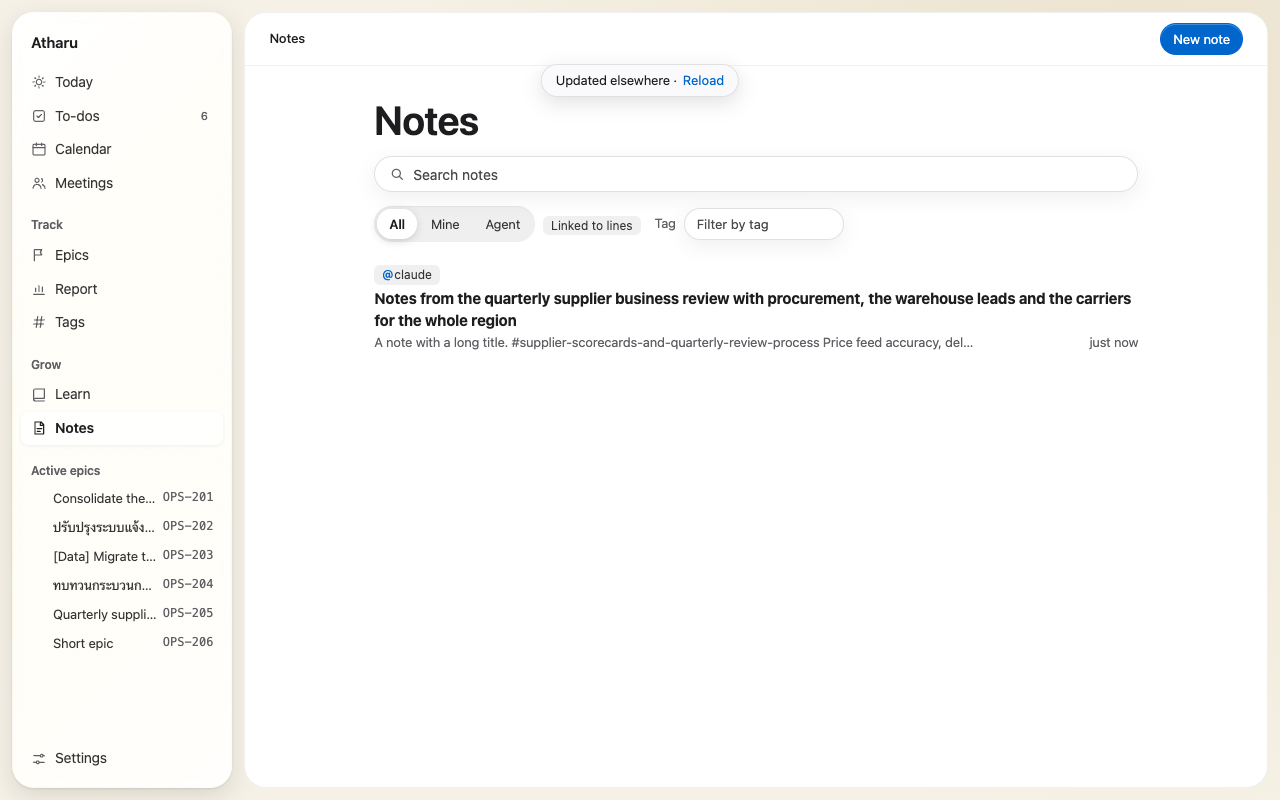 Atharu
Today
To-dos 6
Calendar
Meetings
Track
Epics
Report
Tags
Grow
Learn
Notes
Active epics
Consolidate the... OPS-201
ปรับปรุงระบบแจ้ง... OPS-202
[Data] Migrate t... OPS-203
ทบทวนกระบวนก... OPS-204
Quarterly suppli... OPS-205
Short epic OPS-206
Settings
Notes
New note
Updated elsewhere · Reload
Notes
Search notes
All Mine Agent Linked to lines Tag Filter by tag
@claude
Notes from the quarterly supplier business review with procurement, the warehouse leads and the carriers
for the whole region
A note with a long title. #supplier-scorecards-and-quarterly-review-process Price feed accuracy, del... just now